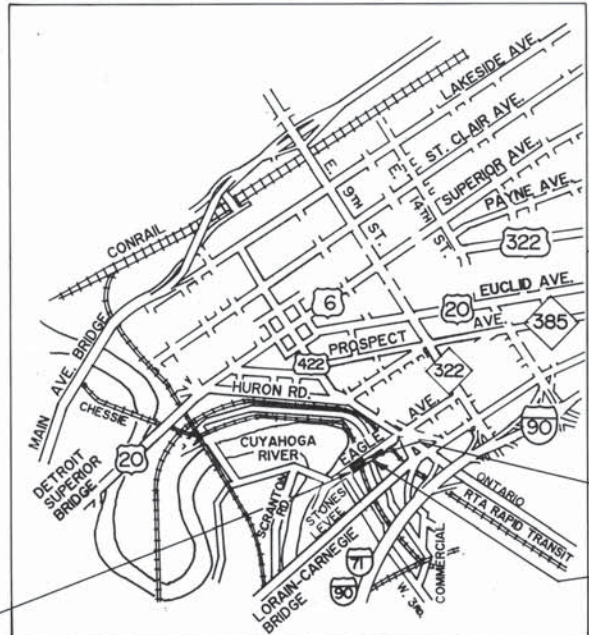 LAKESIDE AVE.
ST. CLAIR AVE.
SUPERIOR AVE.
PAYNE AVE.
E. 9TH ST.
E. 14TH ST.
322
CONRAIL
6
EUCLID AVE.
20
PROSPECT AVE.
385
422
322
MAIN AVE. BRIDGE
HURON RD.
CHESSIE
EAGLE AVE.
90
20
CUYAHOGA
RIVER
DETROIT
SUPERIOR
BRIDGE
SCRANTON
RD.
STONES
LEVEE
ONTARIO
RTA RAPID TRANSIT
71
90
COMMERCIAL
W. 3RD.
LORAIN-CARNEGIE
BRIDGE